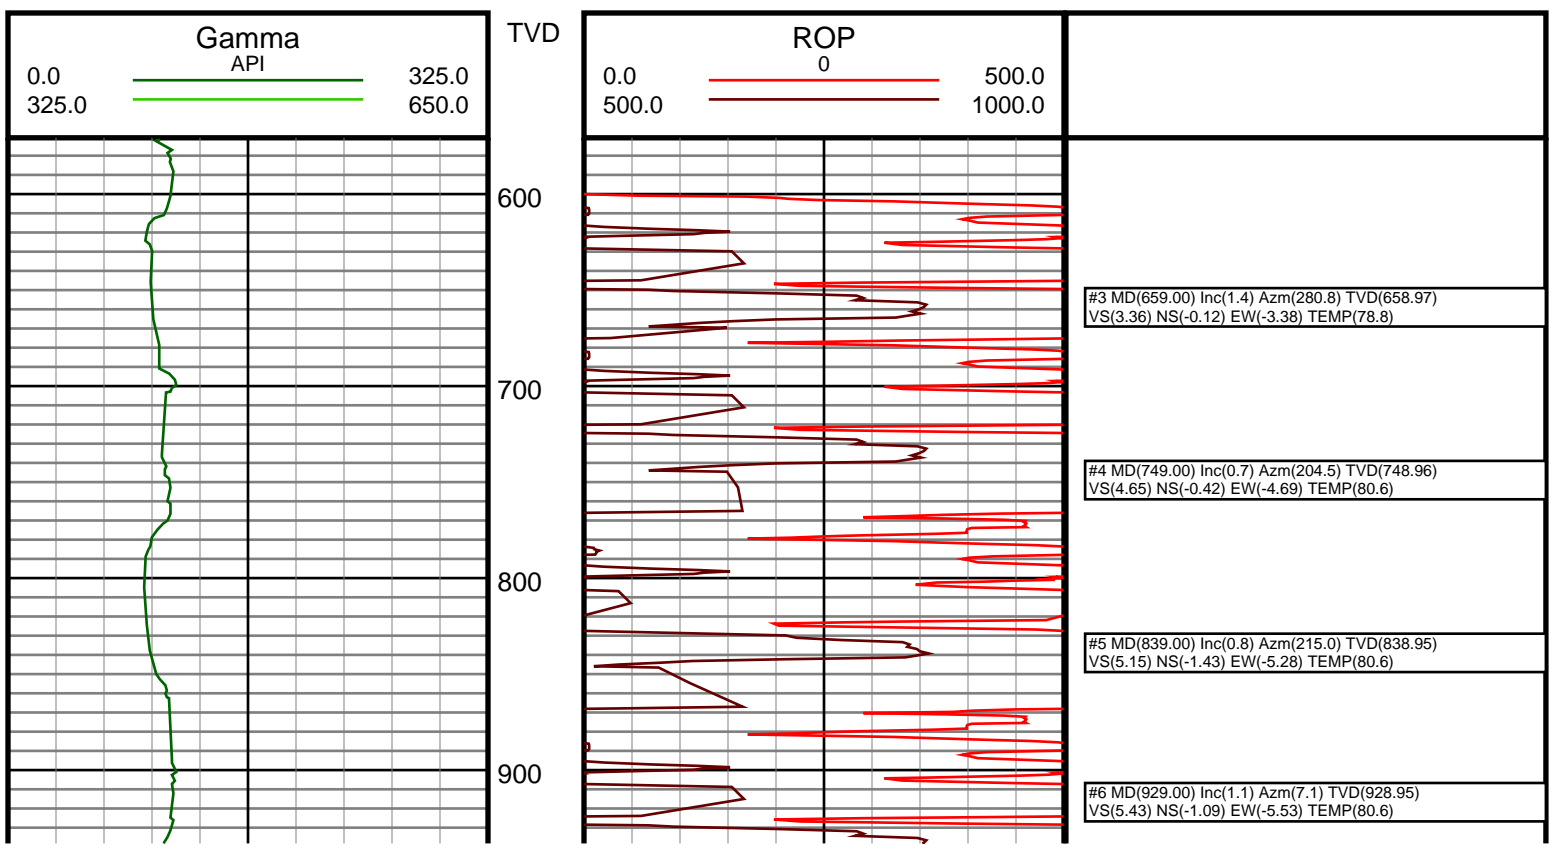 Gamma
API
0.0 325.0
325.0 650.0
TVD
ROP
0
0.0 500.0
500.0 1000.0
600
#3 MD(659.00) Inc(1.4) Azm(280.8) TVD(658.97)
VS(3.36) NS(-0.12) EW(-3.38) TEMP(78.8)
700
#4 MD(749.00) Inc(0.7) Azm(204.5) TVD(748.96)
VS(4.65) NS(-0.42) EW(-4.69) TEMP(80.6)
800
#5 MD(839.00) Inc(0.8) Azm(215.0) TVD(838.95)
VS(5.15) NS(-1.43) EW(-5.28) TEMP(80.6)
900
#6 MD(929.00) Inc(1.1) Azm(7.1) TVD(928.95)
VS(5.43) NS(-1.09) EW(-5.53) TEMP(80.6)